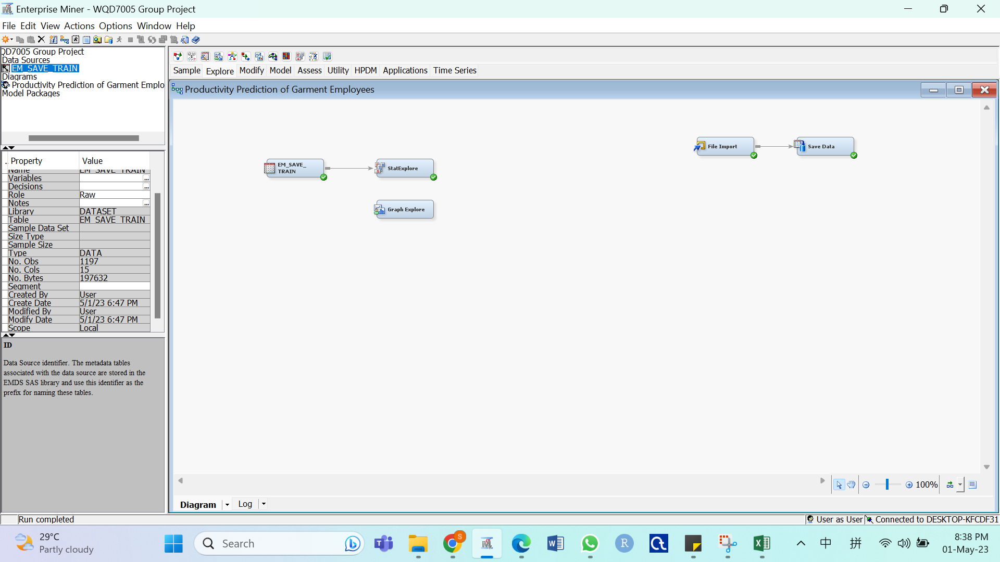 Enterprise Miner - WQD7005 Group Project
File Edit View Actions Options Window Help
QD7005 Group Project
Data Sources
EM_SAVE_TRAIN
Diagrams
Productivity Prediction of Garment Emplo
Model Packages
Sample Explore Modify Model Assess Utility HPDM Applications Time Series
Productivity Prediction of Garment Employees
.. Property Value
Name EM_SAVE_TRAIN
Variables ...
Decisions ...
Role Raw
Notes ...
Library DATASET
Table EM_SAVE_TRAIN
Sample Data Set
Size Type
Sample Size
Type DATA
No. Obs 1197
No. Cols 15
No. Bytes 197632
Segment
Created By User
Create Date 5/1/23 6:47 PM
Modified By User
Modify Date 5/1/23 6:47 PM
Scope Local
ID
Data Source identifier. The metadata tables
associated with the data source are stored in the
EMDS SAS library and use this identifier as the
prefix for naming these tables.
EM_SAVE_
TRAIN
StatExplore
Graph Explore
File Import
Save Data
100%
Diagram Log
Run completed
User as User Connected to DESKTOP-KFCDF31
29°C
Partly cloudy
Search
S
中 拼
8:38 PM
01-May-23